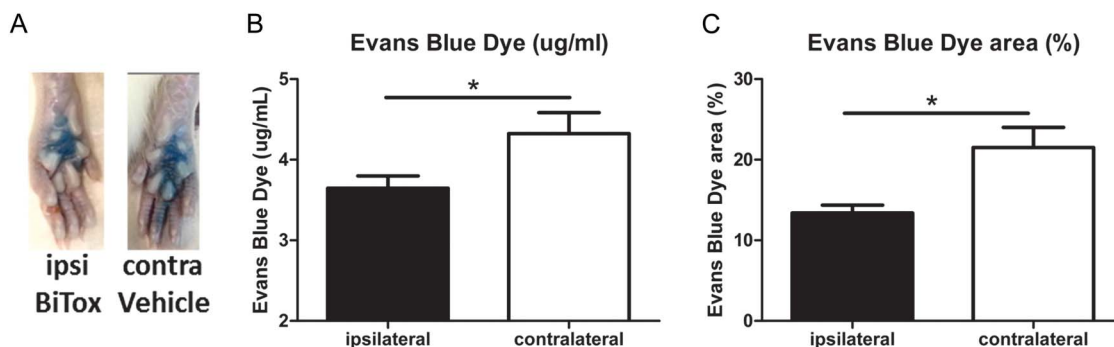 A
ipsi
BiTox
contra
Vehicle
B
Evans Blue Dye (ug/ml)
Evans Blue Dye (ug/mL)
5
4
3
2
*
ipsilateral
contralateral
C
Evans Blue Dye area (%)
Evans Blue Dye area (%)
30
20
10
0
*
ipsilateral
contralateral